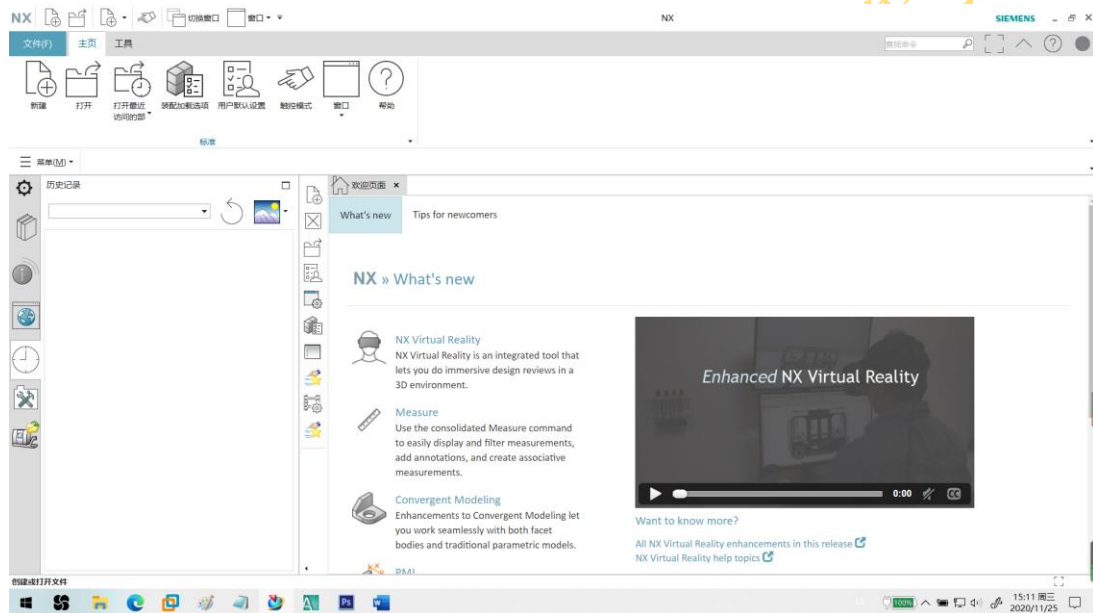 NX
切换窗口
窗口
NX
SIEMENS
文件(F)
主页
工具
查找命令
新建
打开
打开最近
访问的部
装配加载选项
用户默认设置
触控模式
窗口
帮助
标准
菜单(M)
历史记录
欢迎页面
What's new
Tips for newcomers
NX » What's new
NX Virtual Reality
NX Virtual Reality is an integrated tool that
lets you do immersive design reviews in a
3D environment.
Measure
Use the consolidated Measure command
to easily display and filter measurements,
add annotations, and create associative
measurements.
Convergent Modeling
Enhancements to Convergent Modeling let
you work seamlessly with both facet
bodies and traditional parametric models.
PMI
Enhanced NX Virtual Reality
0:00
CC
Want to know more?
All NX Virtual Reality enhancements in this release
NX Virtual Reality help topics
创建或打开文件
100%
15:11 周三
2020/11/25